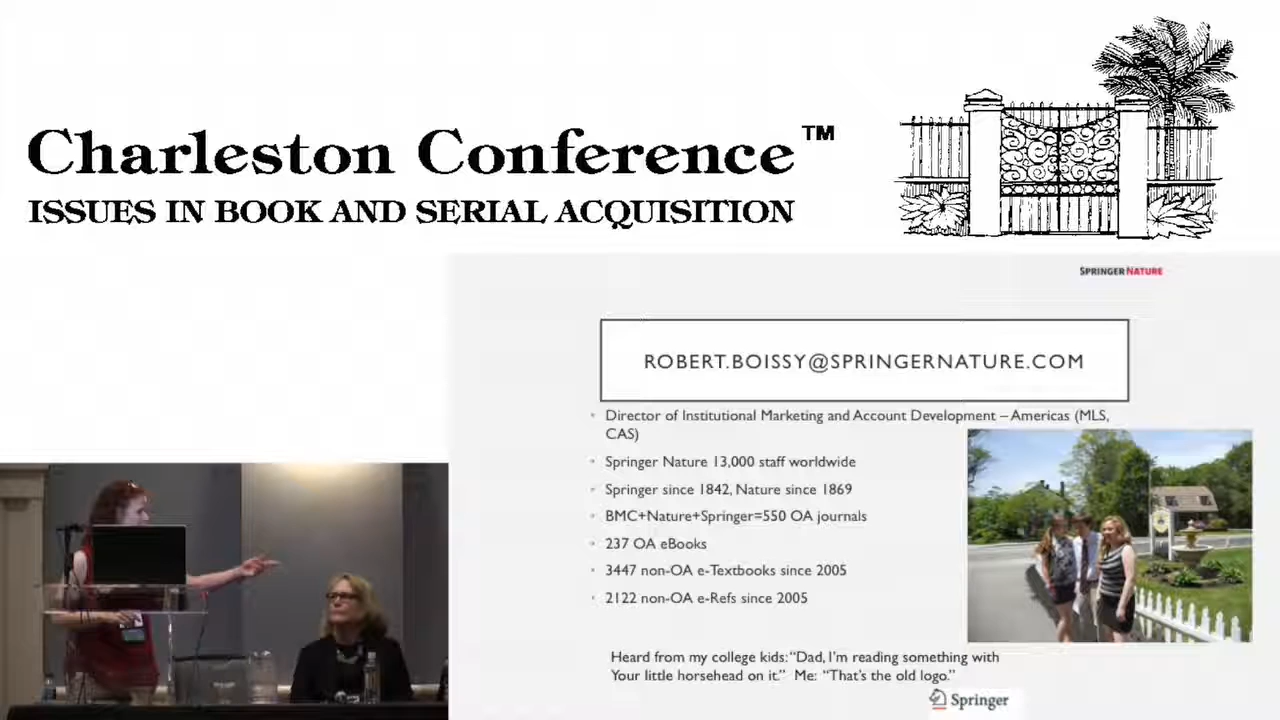 Charleston Conference™
ISSUES IN BOOK AND SERIAL ACQUISITION
SPRINGER NATURE
ROBERT.BOISSY@SPRINGERNATURE.COM
• Director of Institutional Marketing and Account Development – Americas (MLS,
CAS)
• Springer Nature 13,000 staff worldwide
• Springer since 1842, Nature since 1869
• BMC+Nature+Springer=550 OA journals
• 237 OA eBooks
• 3447 non-OA e-Textbooks since 2005
• 2122 non-OA e-Refs since 2005
Heard from my college kids: “Dad, I’m reading something with
Your little horsehead on it.”  Me: “That’s the old logo.”
Springer